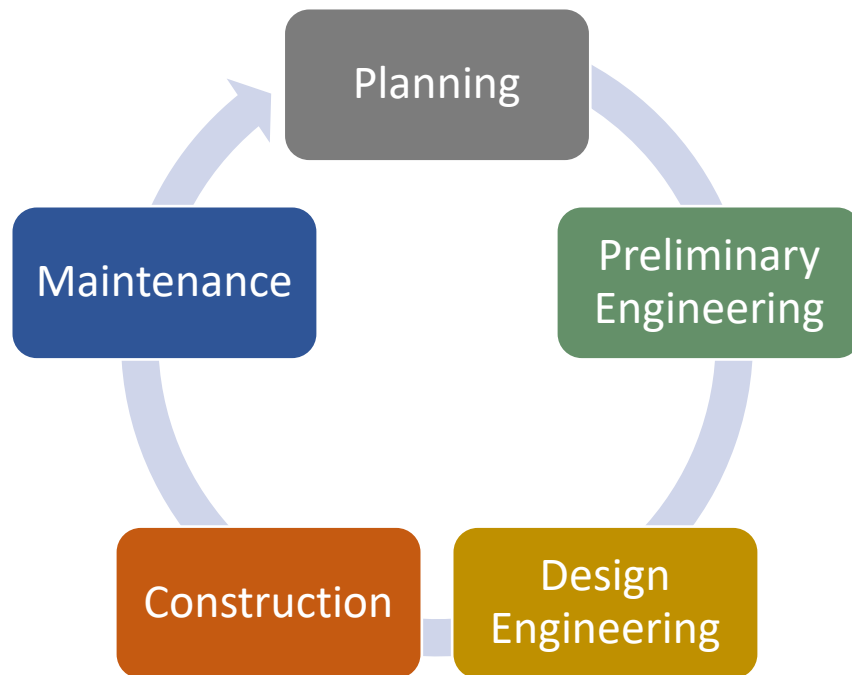 Planning
Preliminary
Engineering
Design
Engineering
Construction
Maintenance